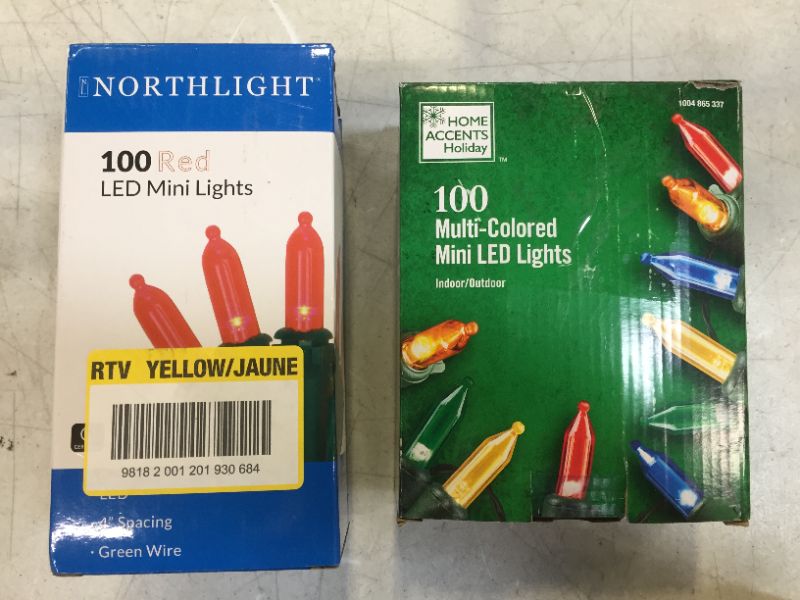 NORTHLIGHT
100 Red
LED Mini Lights
RTV YELLOW/JAUNE
9818 2 001 201 930 684
LED
· 4" Spacing
· Green Wire
1004 865 337
HOME
ACCENTS
Holiday
TM
100
Multi-Colored
Mini LED Lights
Indoor/Outdoor